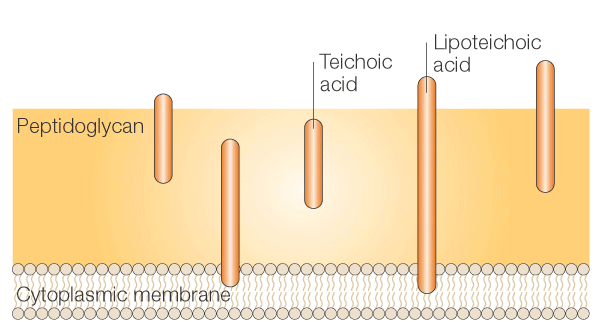 Lipoteichoic
acid
Teichoic
acid
Peptidoglycan
Cytoplasmic membrane